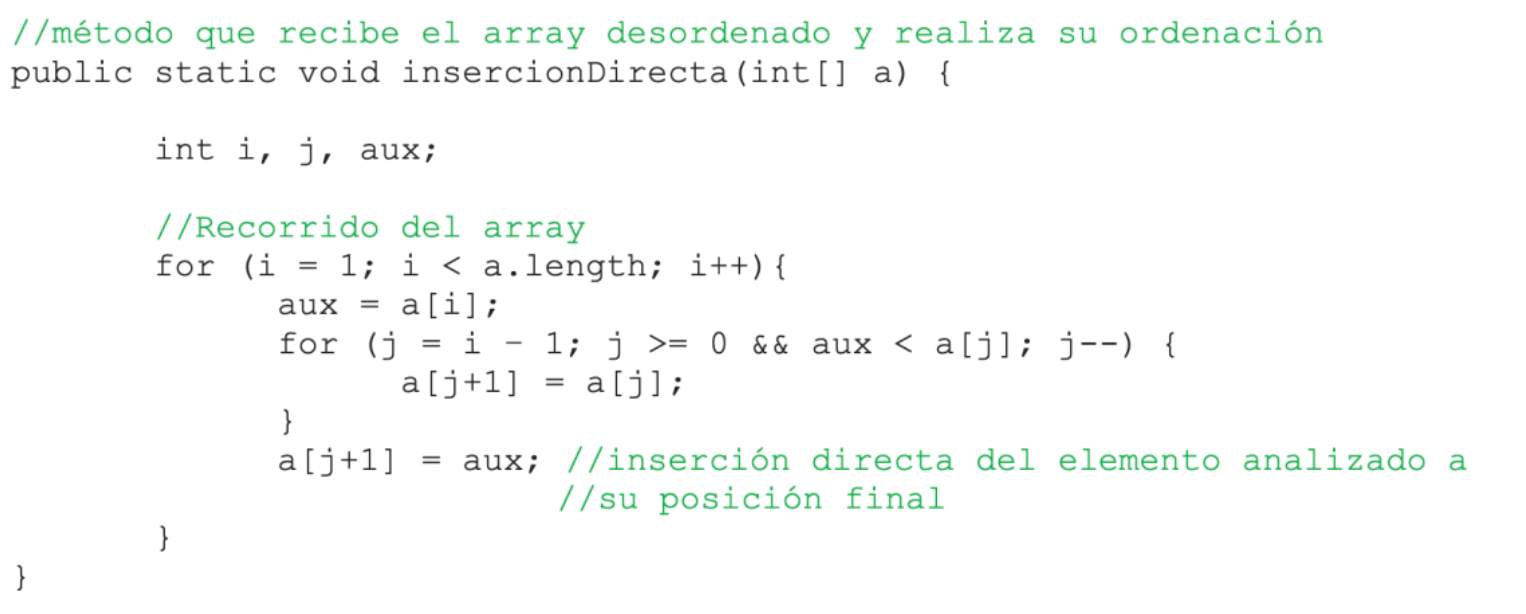 //método que recibe el array desordenado y realiza su ordenación
public static void insercionDirecta(int[] a) {
int i, j, aux;
//Recorrido del array
for (i = 1; i < a.length; i++){
aux = a[i];
for (j = i - 1; j >= 0 && aux < a[j]; j--) {
a[j+1] = a[j];
}
a[j+1] = aux; //inserción directa del elemento analizado a
//su posición final
}
}